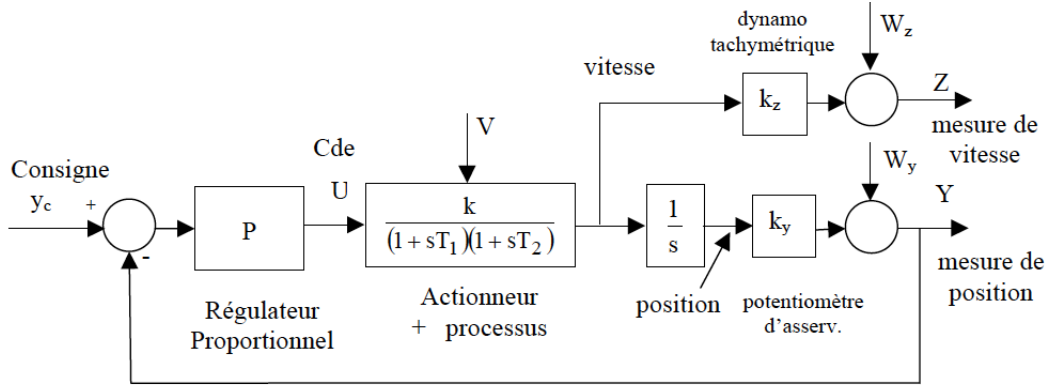 dynamo
tachymétrique
W_z
vitesse
k_z
Z
mesure de
vitesse
V
Cde
U
W_y
Consigne
y_c
+
-
P
k
(1 + sT_1)(1 + sT_2)
1
s
k_y
Y
mesure de
position
position
Régulateur
Proportionnel
Actionneur
+ processus
potentiomètre
d'asserv.